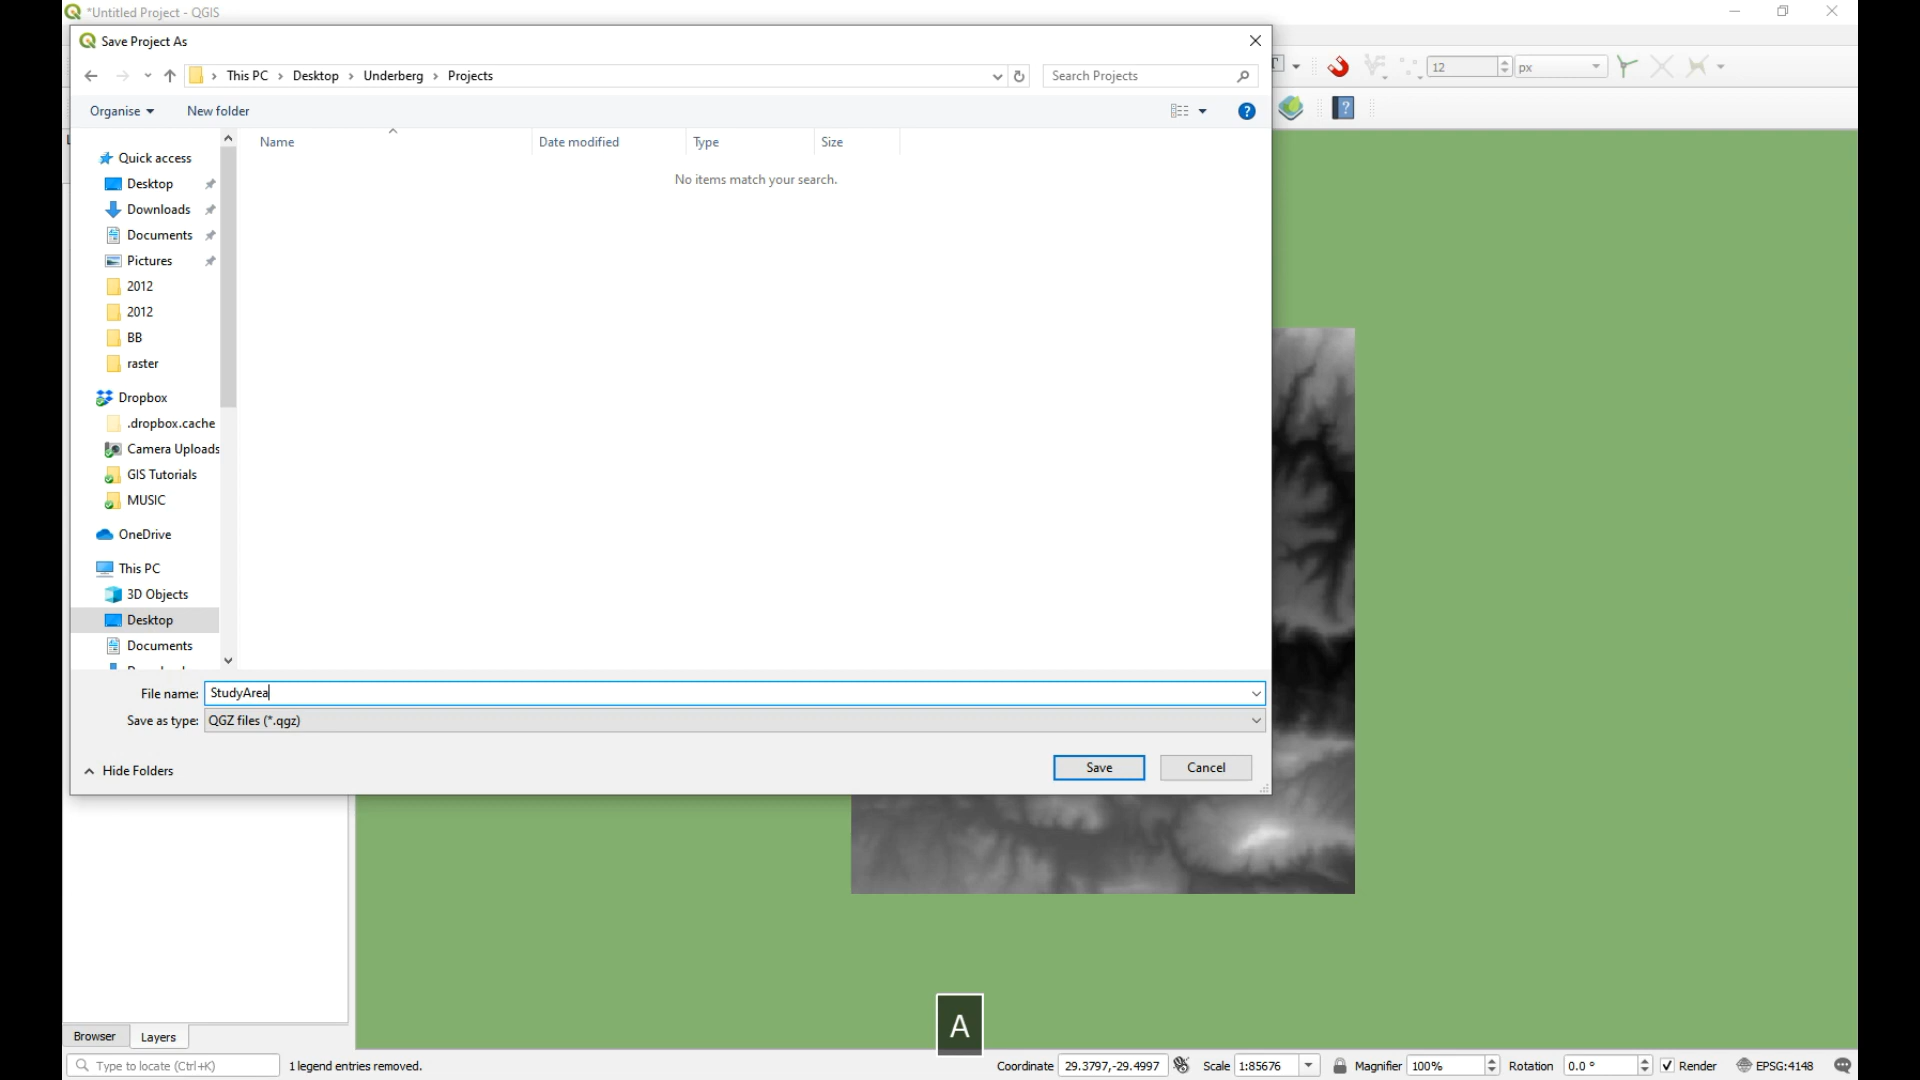 *Untitled Project - QGIS
Save Project As
This PC > Desktop > Underberg > Projects
Search Projects
12
px
Organise
New folder
Name
Date modified
Type
Size
No items match your search.
Quick access
Desktop
Downloads
Documents
Pictures
2012
2012
BB
raster
Dropbox
.dropbox.cache
Camera Uploads
GIS Tutorials
MUSIC
OneDrive
This PC
3D Objects
Desktop
Documents
File name: StudyArea
Save as type: QGZ files (*.qgz)
Hide Folders
Save
Cancel
A
Browser
Layers
Type to locate (Ctrl+K)
1 legend entries removed.
Coordinate 29.3797,-29.4997
Scale 1:85676
Magnifier 100%
Rotation 0.0 °
Render
EPSG:4148